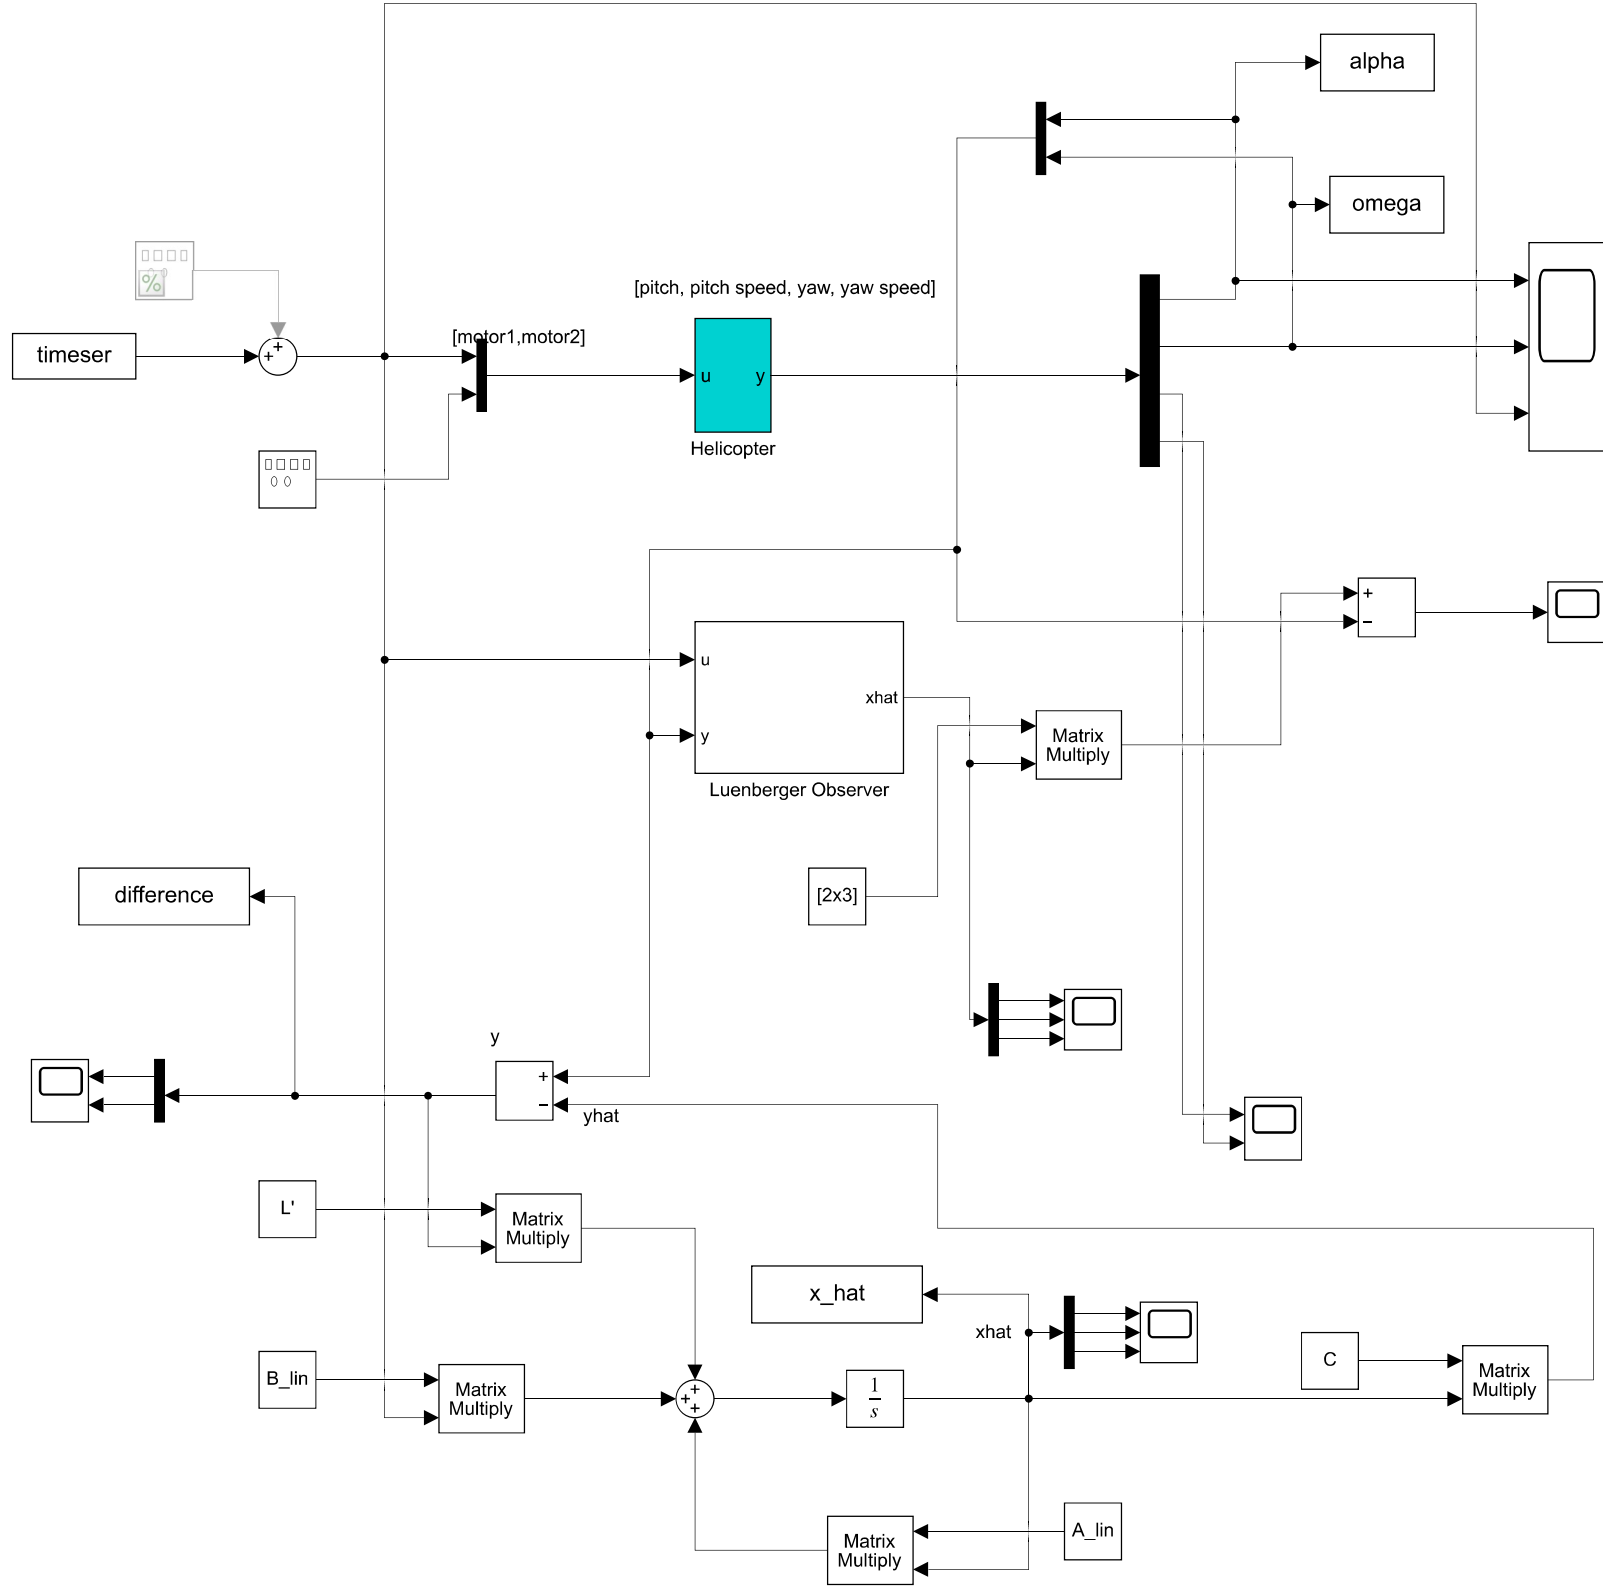 alpha
omega
%
[pitch, pitch speed, yaw, yaw speed]
[motor1,motor2]
timeser
+
+
u
y
Helicopter
+
−
u
xhat
y
Matrix
Multiply
Luenberger Observer
difference
[2x3]
y
+
−
yhat
L'
Matrix
Multiply
x_hat
xhat
C
B_lin
Matrix
Multiply
+
+
+
1
s
Matrix
Multiply
A_lin
Matrix
Multiply